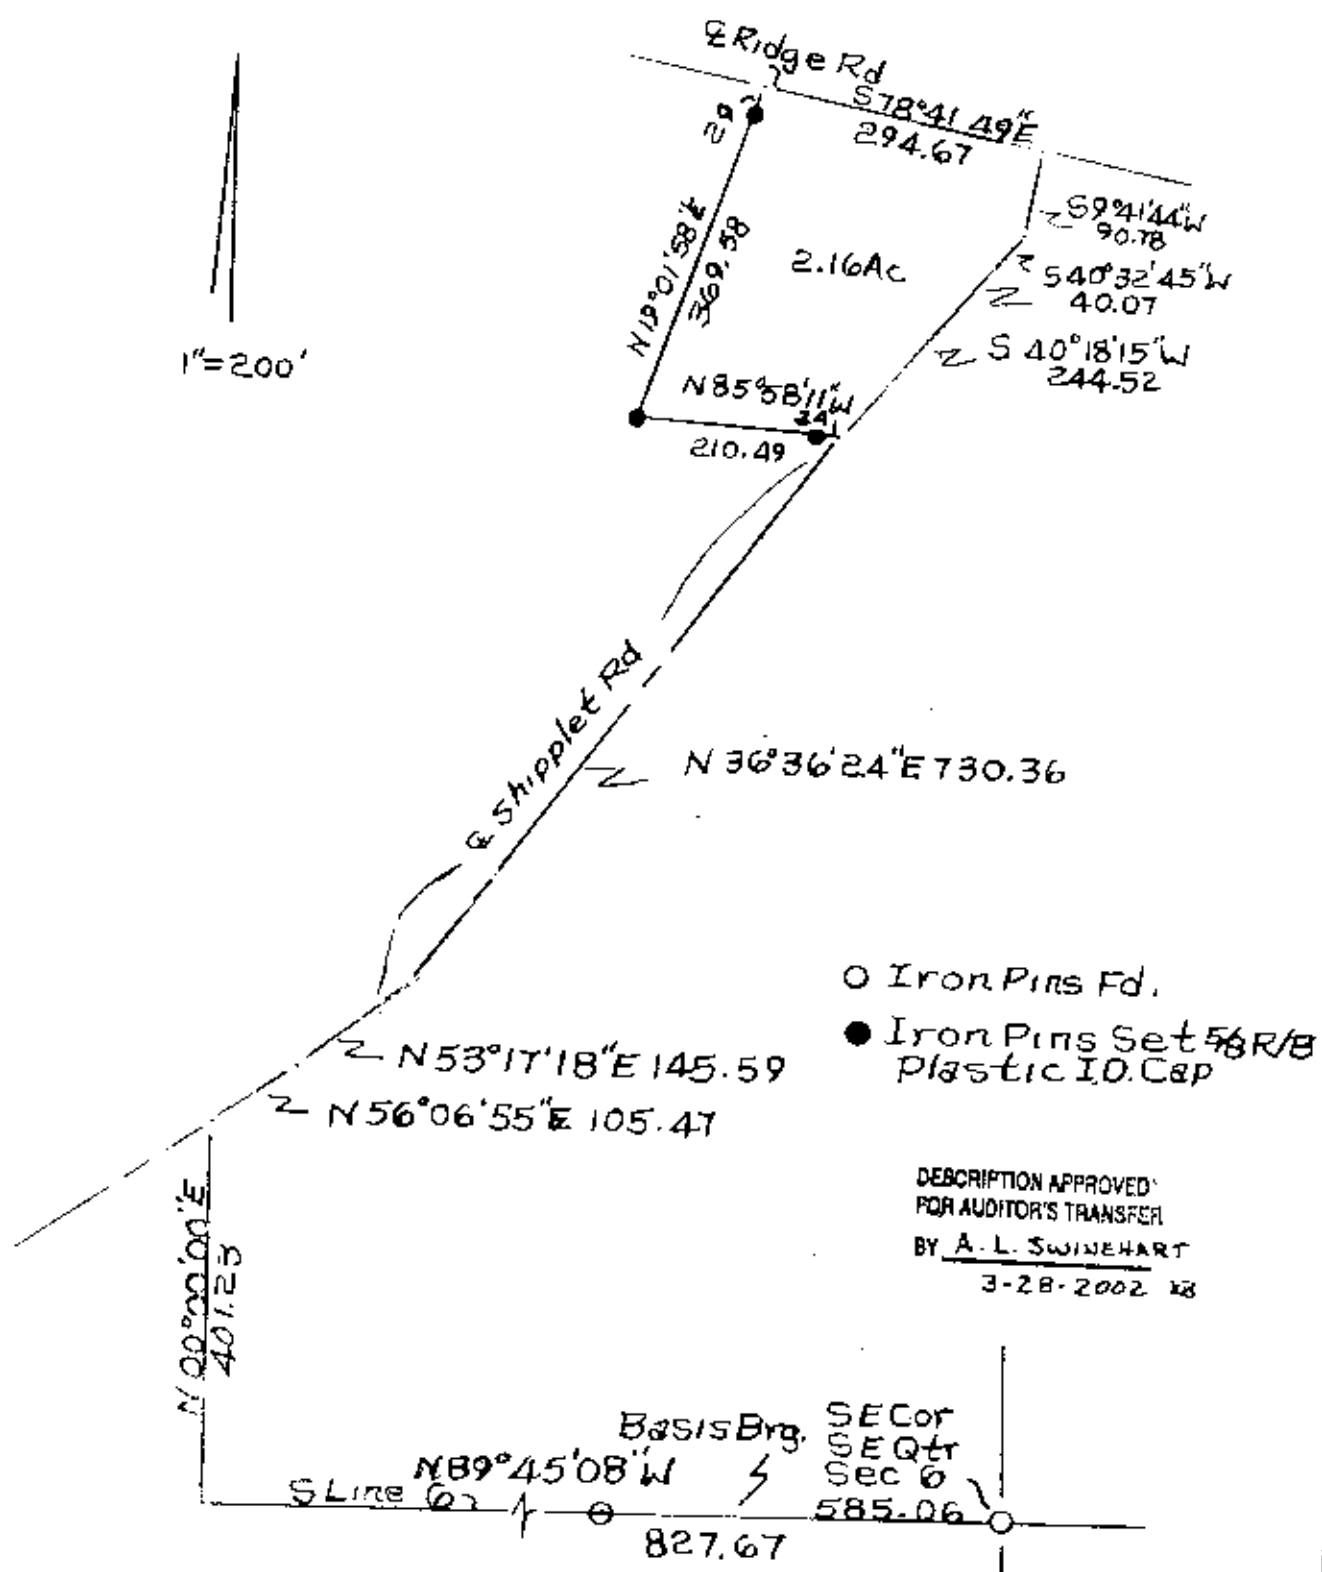 ℄ Ridge Rd
S78°41'49"E
294.67
29
N19°01'58"E
369.58
2.16Ac
S9°41'44"W
90.78
S40°32'45"W
40.07
S 40°18'15"W
244.52
1"=200'
N85°58'11"W
24
210.49
℄ Shipplet Rd
N 36°36'24"E 730.36
○ Iron Pins Fd.
● Iron Pins Set 5/8 R/B
Plastic I.D. Cap
N53°17'18"E 145.59
N56°06'55"E 105.47
DESCRIPTION APPROVED
FOR AUDITOR'S TRANSFER
BY A. L. SWINEHART
3-28-2002
N 00°00'00"E
401.23
Basis Brg.
SE Cor
SE Qtr
Sec 6
N89°45'08"W
S Line 6
585.06
827.67